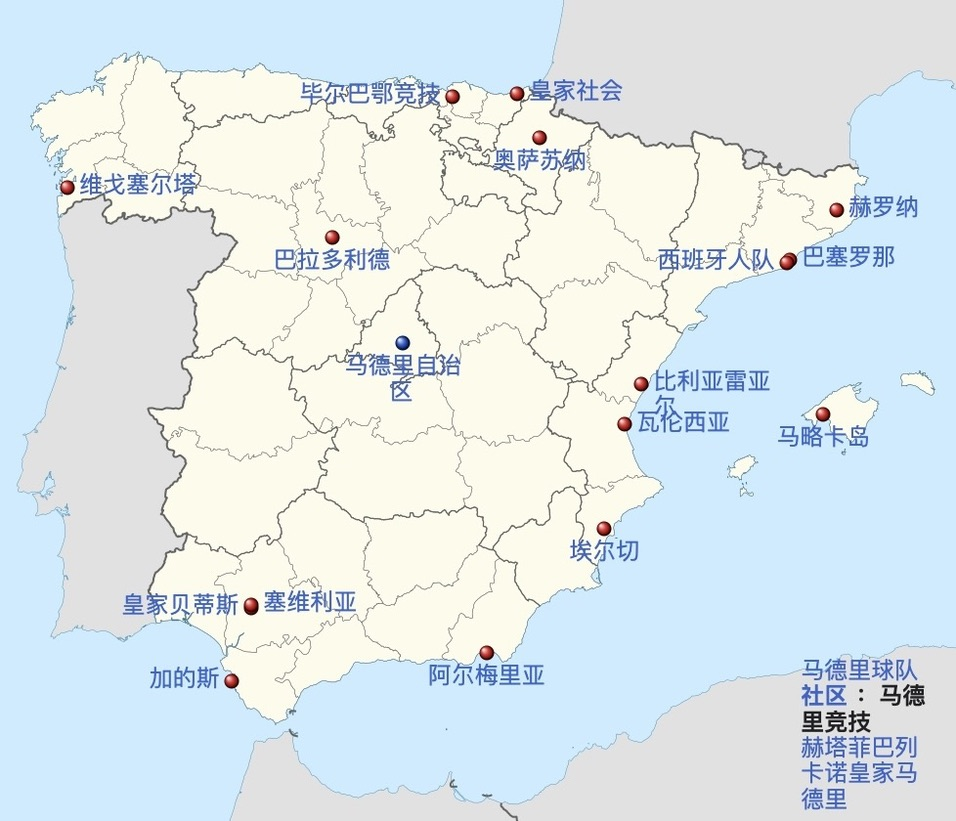 毕尔巴鄂竞技
皇家社会
奥萨苏纳
维戈塞尔塔
赫罗纳
巴拉多利德
西班牙人队
巴塞罗那
马德里自治
区
比利亚雷亚
尔
瓦伦西亚
马略卡岛
埃尔切
皇家贝蒂斯
塞维利亚
加的斯
阿尔梅里亚
马德里球队
社区 ： 马德
里竞技
赫塔菲巴列
卡诺皇家马
德里